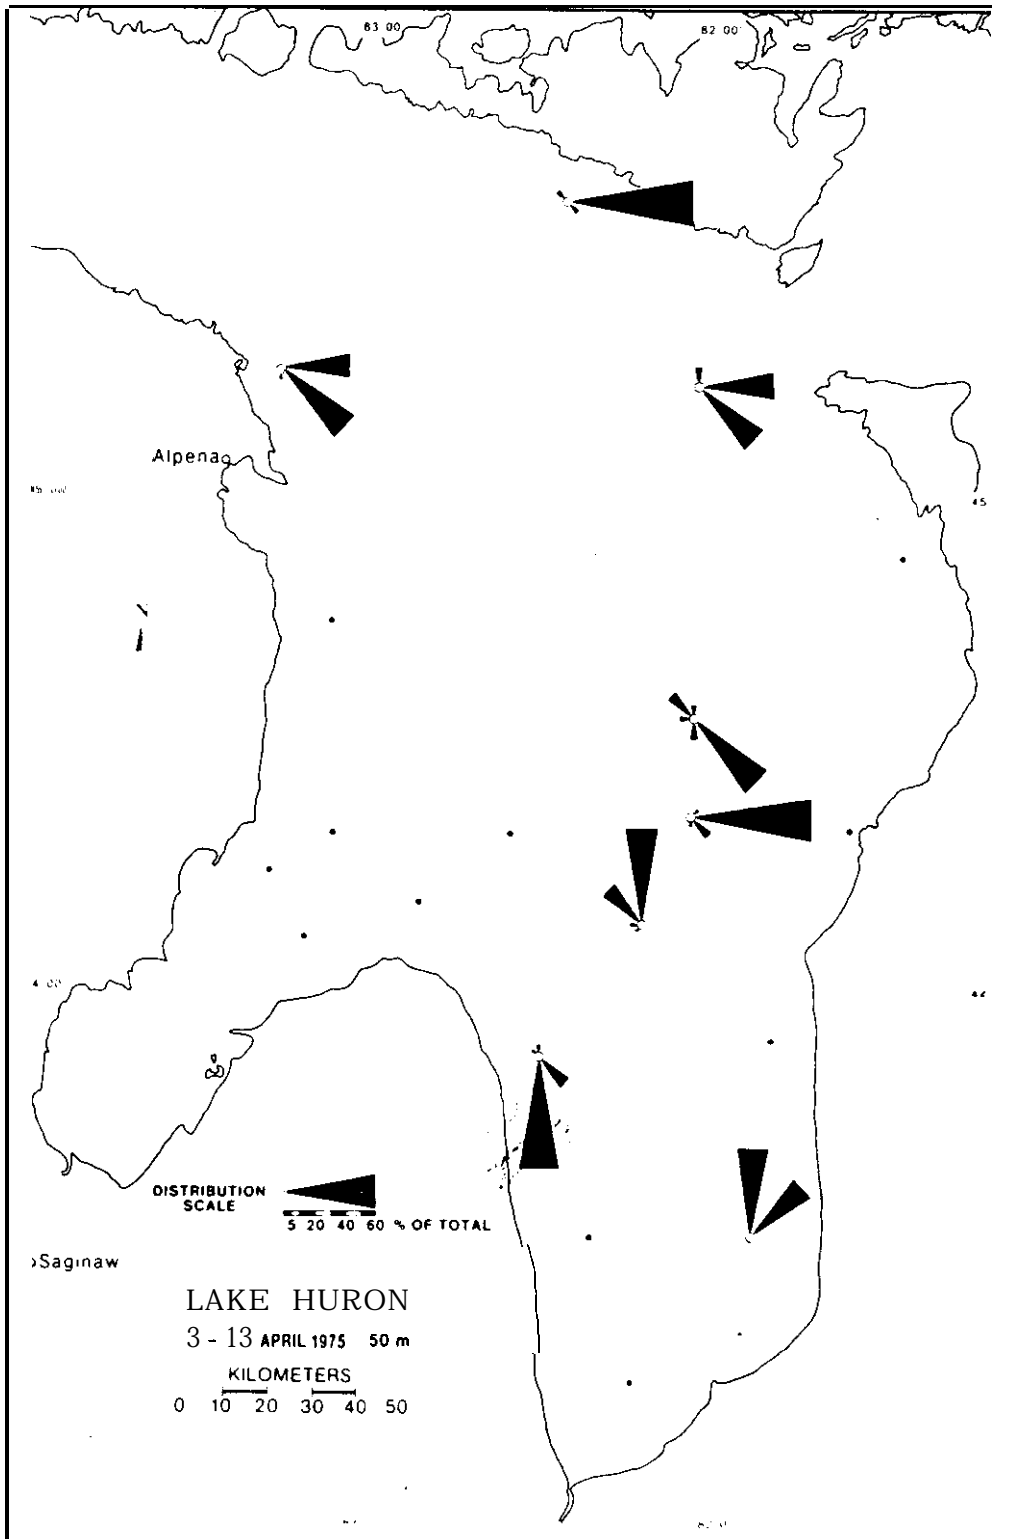 83 00
82 00
Alpena
45
44
DISTRIBUTION
SCALE
5 20 40 60 % OF TOTAL
Saginaw
LAKE HURON
3 - 13 APRIL 1975 50 m
KILOMETERS
0 10 20 30 40 50